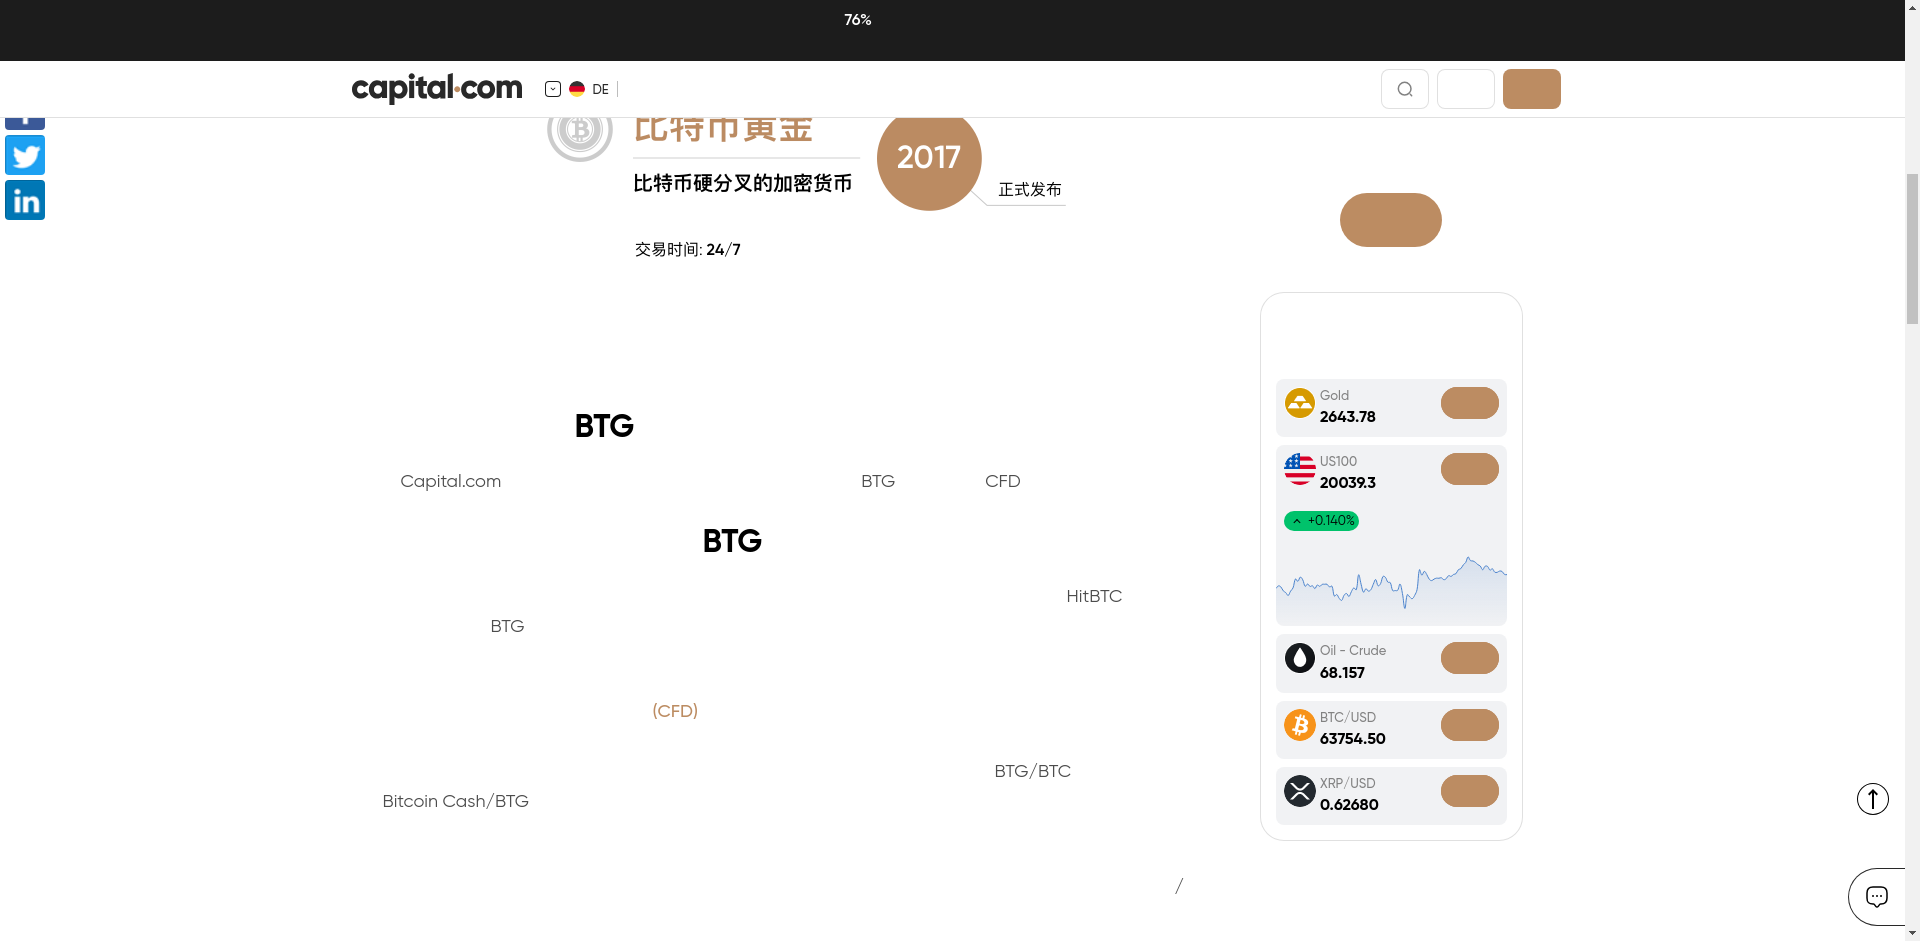 76%
capital.com
DE
比特币黄金
2017
比特币硬分叉的加密货币
正式发布
交易时间: 24/7
BTG
Capital.com BTG CFD
BTG
HitBTC
BTG
(CFD)
BTG/BTC
Bitcoin Cash/BTG
/
Gold
2643.78
US100
20039.3
+0.140%
Oil - Crude
68.157
BTC/USD
63754.50
XRP/USD
0.62680